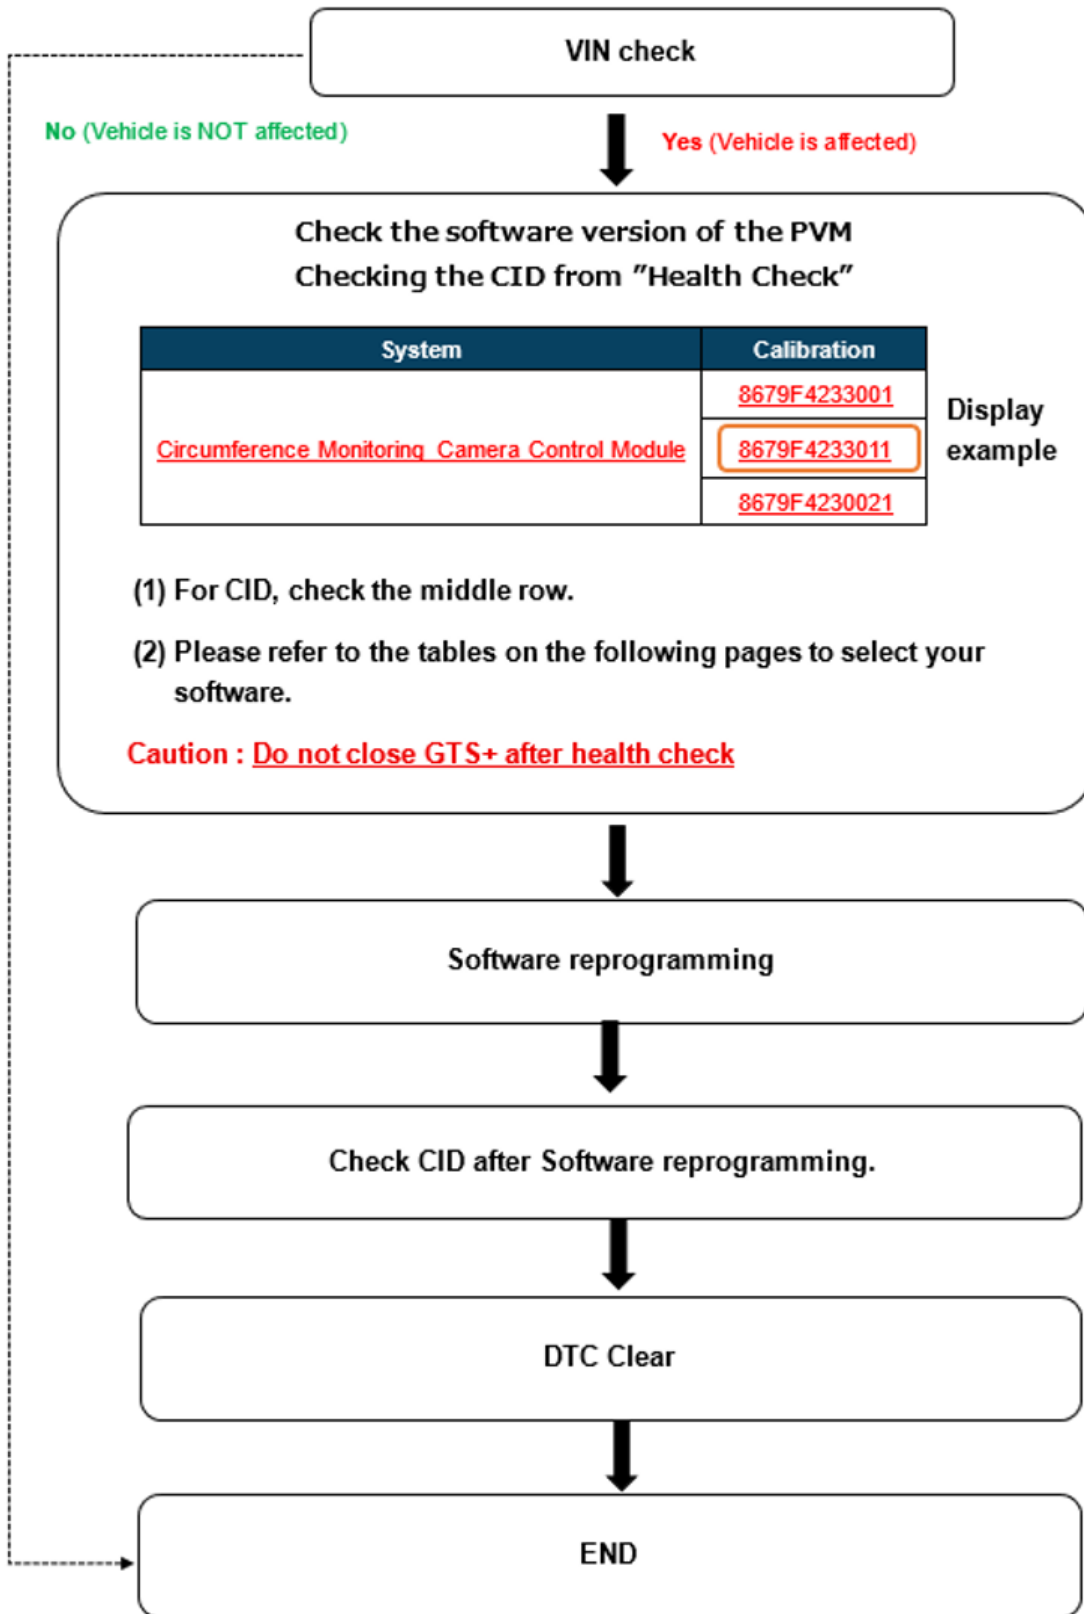 VIN check
No (Vehicle is NOT affected)
Yes (Vehicle is affected)
Check the software version of the PVM
Checking the CID from "Health Check"
System
Calibration
8679F4233001
Circumference Monitoring Camera Control Module
8679F4233011
8679F4230021
Display
example
(1) For CID, check the middle row.
(2) Please refer to the tables on the following pages to select your
software.
Caution : Do not close GTS+ after health check
Software reprogramming
Check CID after Software reprogramming.
DTC Clear
END